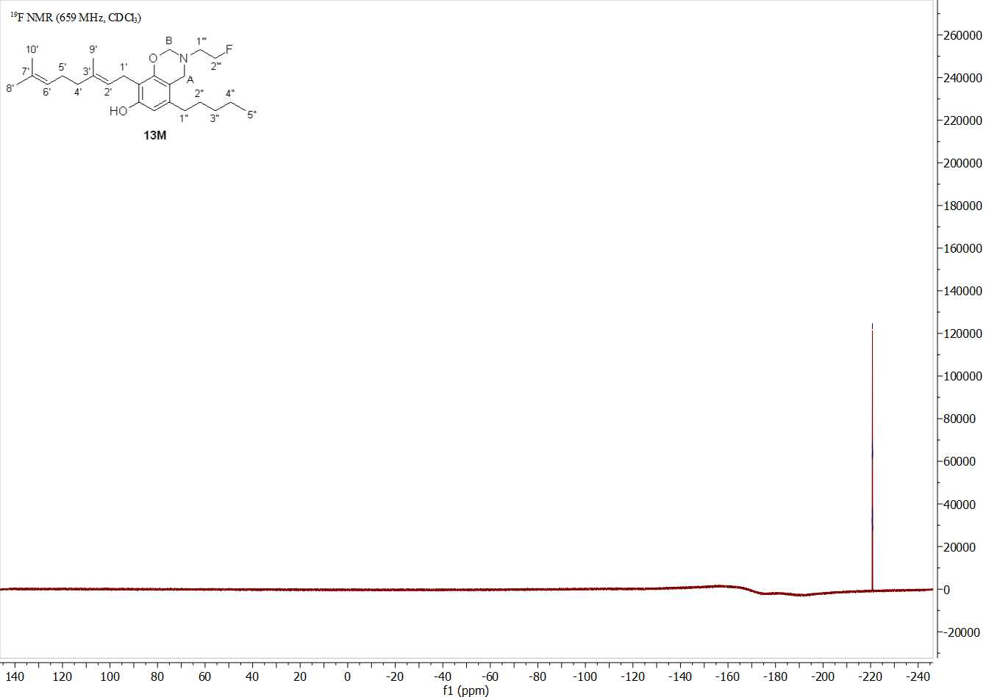 ¹⁹F NMR (659 MHz, CDCl₃)
10' 9' B 1''' F
O N 2'''
7' 5' 3' 1' A
8' 6' 4' 2' 2'' 4''
HO 1'' 3'' 5''
13M
260000
240000
220000
200000
180000
160000
140000
120000
100000
80000
60000
40000
20000
0
-20000
140 120 100 80 60 40 20 0 -20 -40 -60 -80 -100 -120 -140 -160 -180 -200 -220 -240
f1 (ppm)